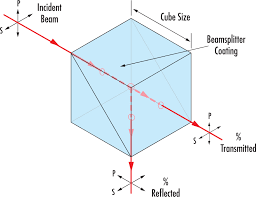 P
S
Incident
Beam
Cube Size
Beamsplitter
Coating
P
S
%
Transmitted
P
S
%
Reflected